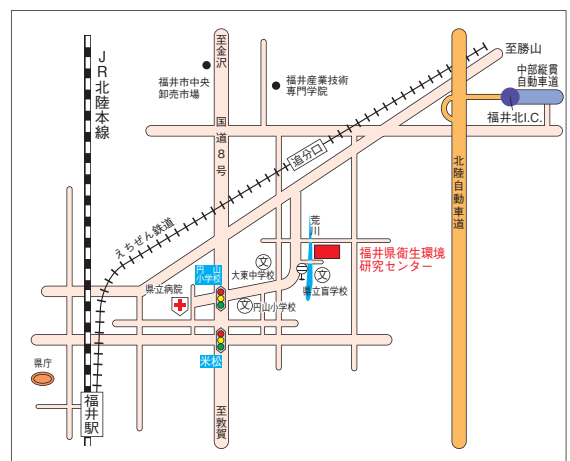 JR北陸本線
至金沢
国道8号
至敦賀
福井市中央
卸売市場
福井産業技術
専門学院
至勝山
中部縦貫
自動車道
福井北I.C.
北陸自動車道
追分口
えちぜん鉄道
荒川
福井県衛生環境
研究センター
円山
小学校
大東中学校
文
文
県立盲学校
県立病院
文
円山小学校
米松
県庁
福井駅